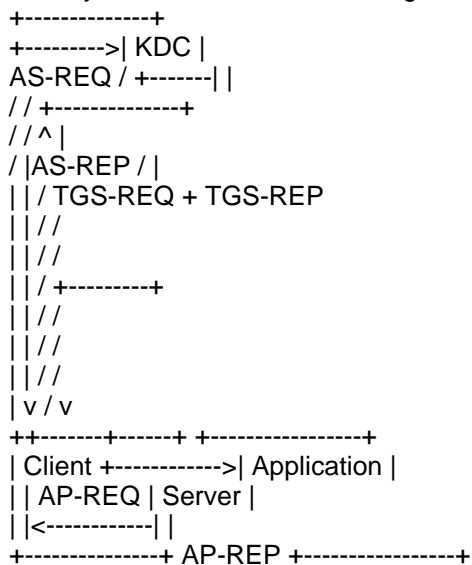 +--------------+
+--------->| KDC |
AS-REQ / +-------| |
/ / +--------------+
/ / ^ |
/ |AS-REP / |
| | / TGS-REQ + TGS-REP
| | / /
| | / /
| | / +---------+
| | / /
| | / /
| | / /
| v / v
++-------+------+ +-----------------+
| Client +------------>| Application |
| | AP-REQ | Server |
| |<------------| |
+---------------+ AP-REP +-----------------+